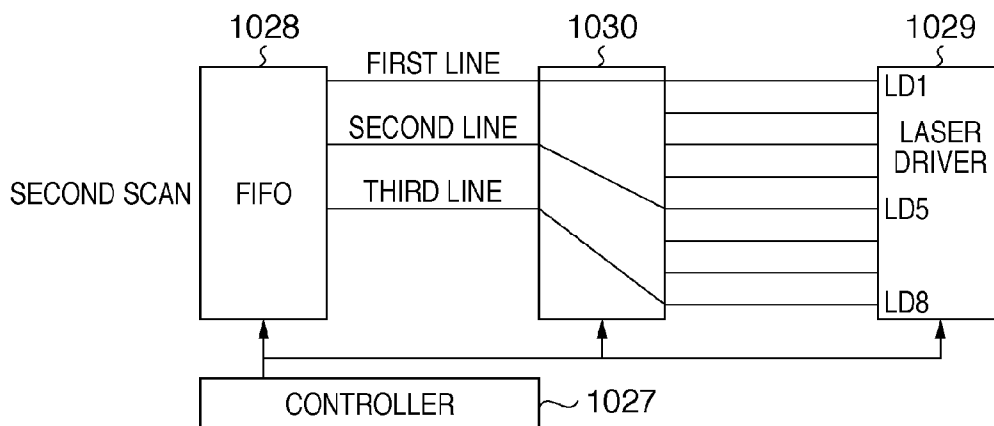 1028
1030
1029
FIRST LINE
SECOND LINE
THIRD LINE
SECOND SCAN
FIFO
LD1
LASER
DRIVER
LD5
LD8
CONTROLLER
1027